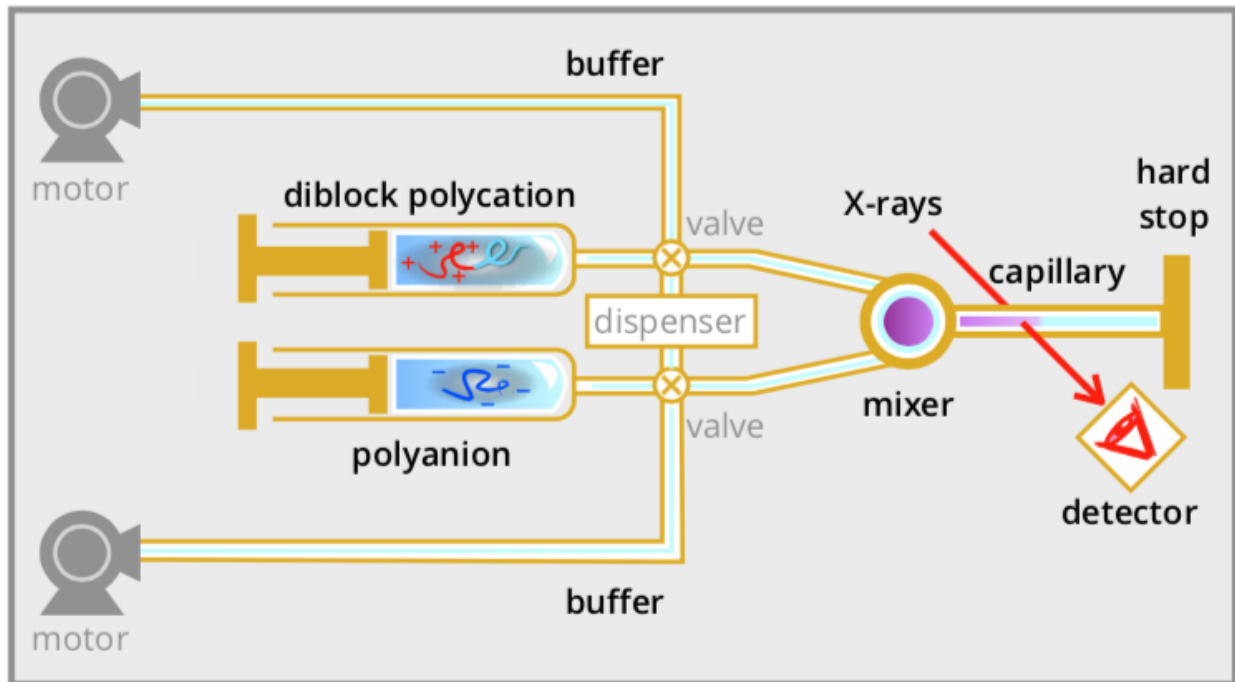 buffer
motor
diblock polycation
valve
dispenser
polyanion
valve
buffer
motor
X-rays
capillary
hard
stop
mixer
detector